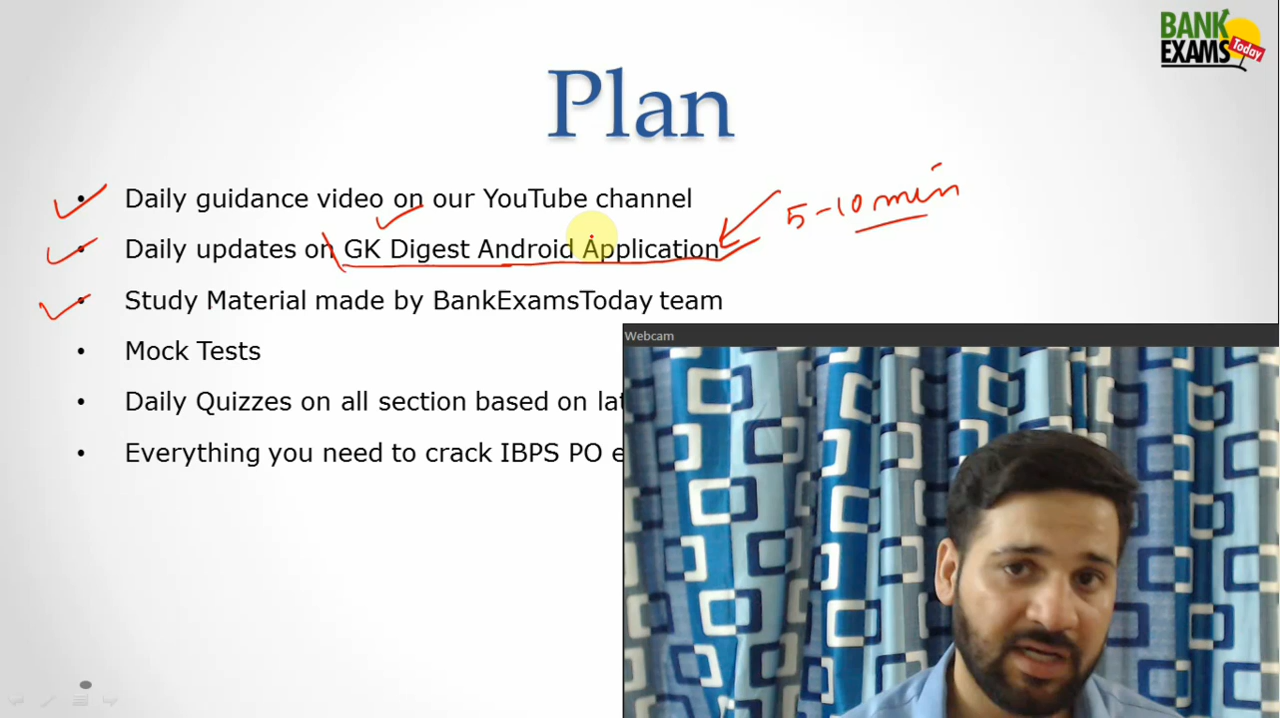 BANK
EXAMS Today
Plan
• Daily guidance video on our YouTube channel
5-10 min
• Daily updates on GK Digest Android Application
• Study Material made by BankExamsToday team
• Mock Tests
Webcam
• Daily Quizzes on all section based on lat
• Everything you need to crack IBPS PO e